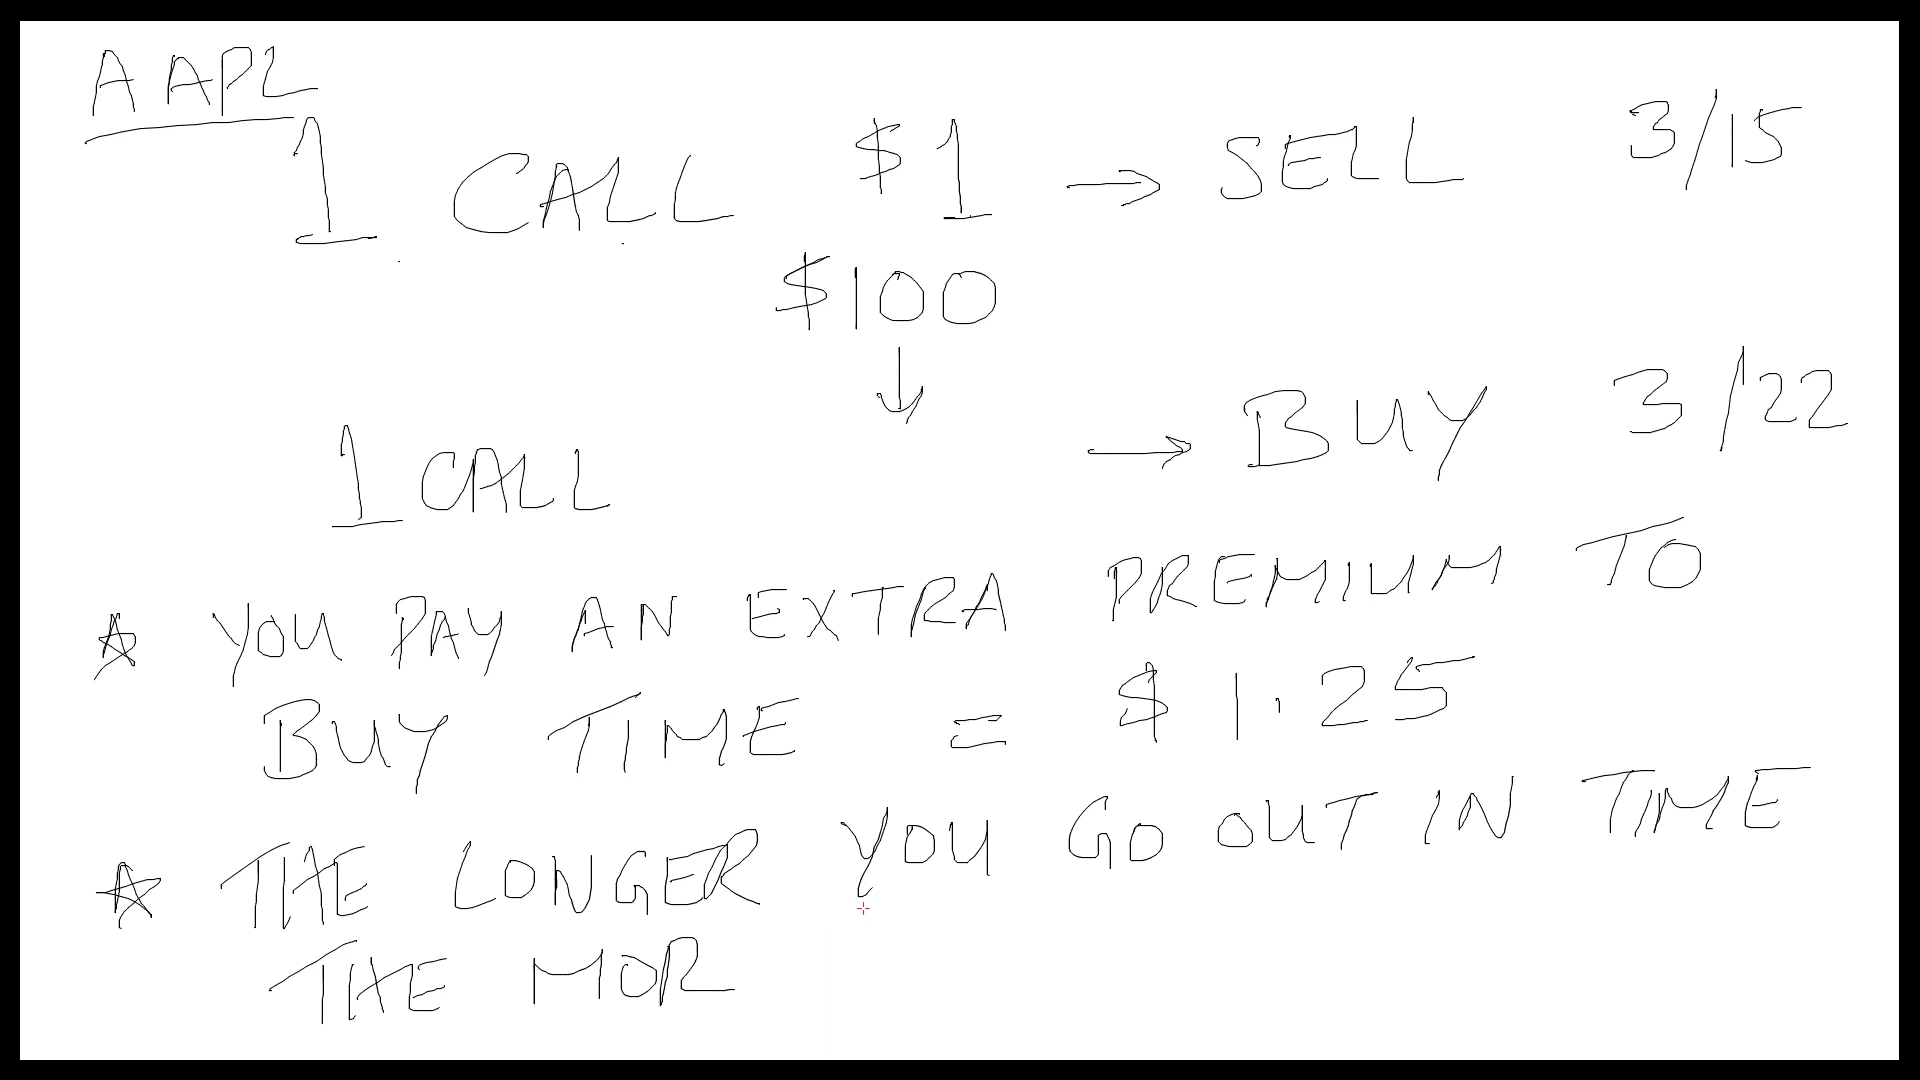 AAPL
1 CALL $1 → SELL 3/15
$100
↓
1 CALL → BUY 3/22
☆ YOU PAY AN EXTRA PREMIUM TO
BUY TIME = $1.25
☆ THE LONGER YOU GO OUT IN TIME
THE MOR